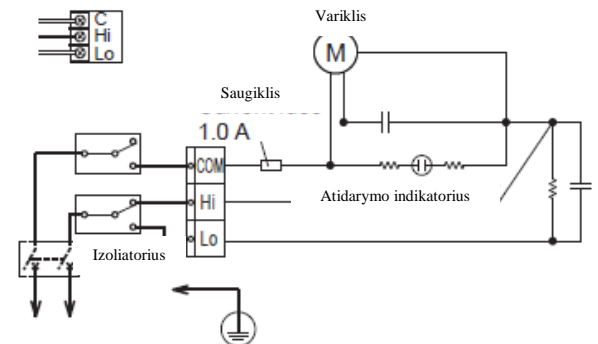 C
Hi
Lo
Variklis
M
Saugiklis
1.0 A
COM
Hi
Lo
Atidarymo indikatorius
Izoliatorius